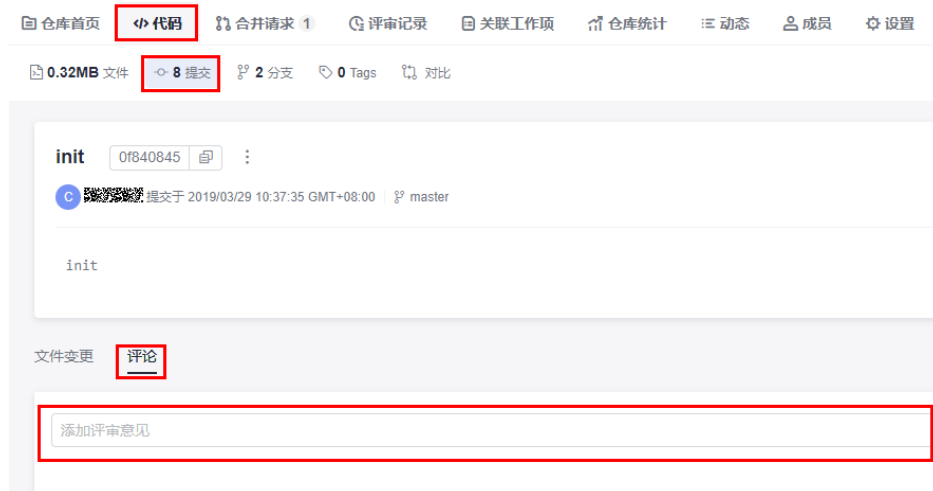 仓库首页 </> 代码 合并请求 1 评审记录 关联工作项 仓库统计 动态 成员 设置
0.32MB 文件 8 提交 2 分支 0 Tags 对比
init 0f840845
C 提交于 2019/03/29 10:37:35 GMT+08:00 master
init
文件变更 评论
添加评审意见